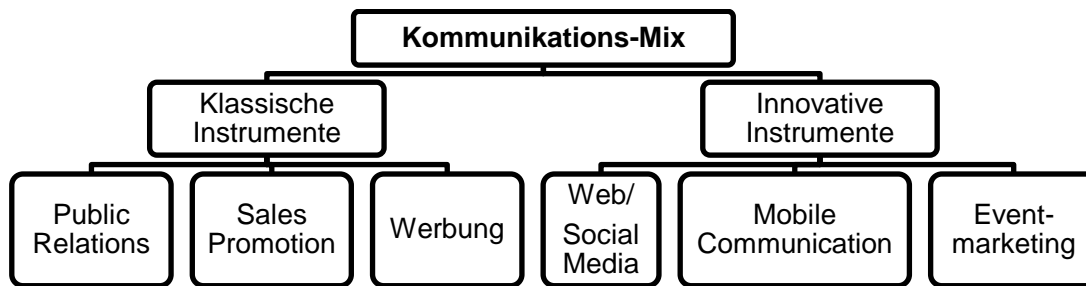 Kommunikations-Mix
Klassische
Instrumente
Innovative
Instrumente
Public
Relations
Sales
Promotion
Werbung
Web/
Social
Media
Mobile
Communication
Event-
marketing